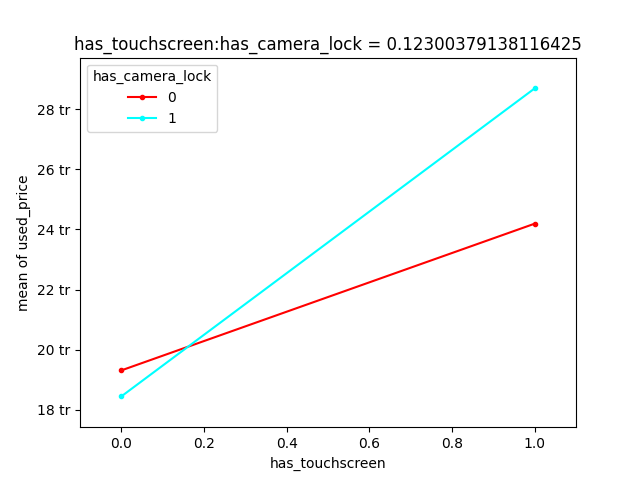 has_touchscreen:has_camera_lock = 0.12300379138116425
has_camera_lock
0
1
28 tr
26 tr
24 tr
22 tr
20 tr
18 tr
mean of used_price
0.0 0.2 0.4 0.6 0.8 1.0
has_touchscreen